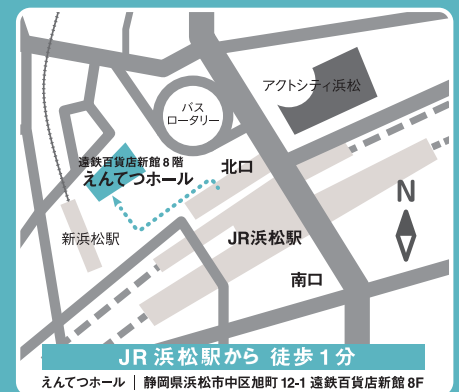 アクトシティ浜松
バス
ロータリー
遠鉄百貨店新館8階
えんてつホール
北口
N
新浜松駅
JR浜松駅
南口
JR浜松駅から 徒歩1分
えんてつホール | 静岡県浜松市中区旭町12-1 遠鉄百貨店新館8F